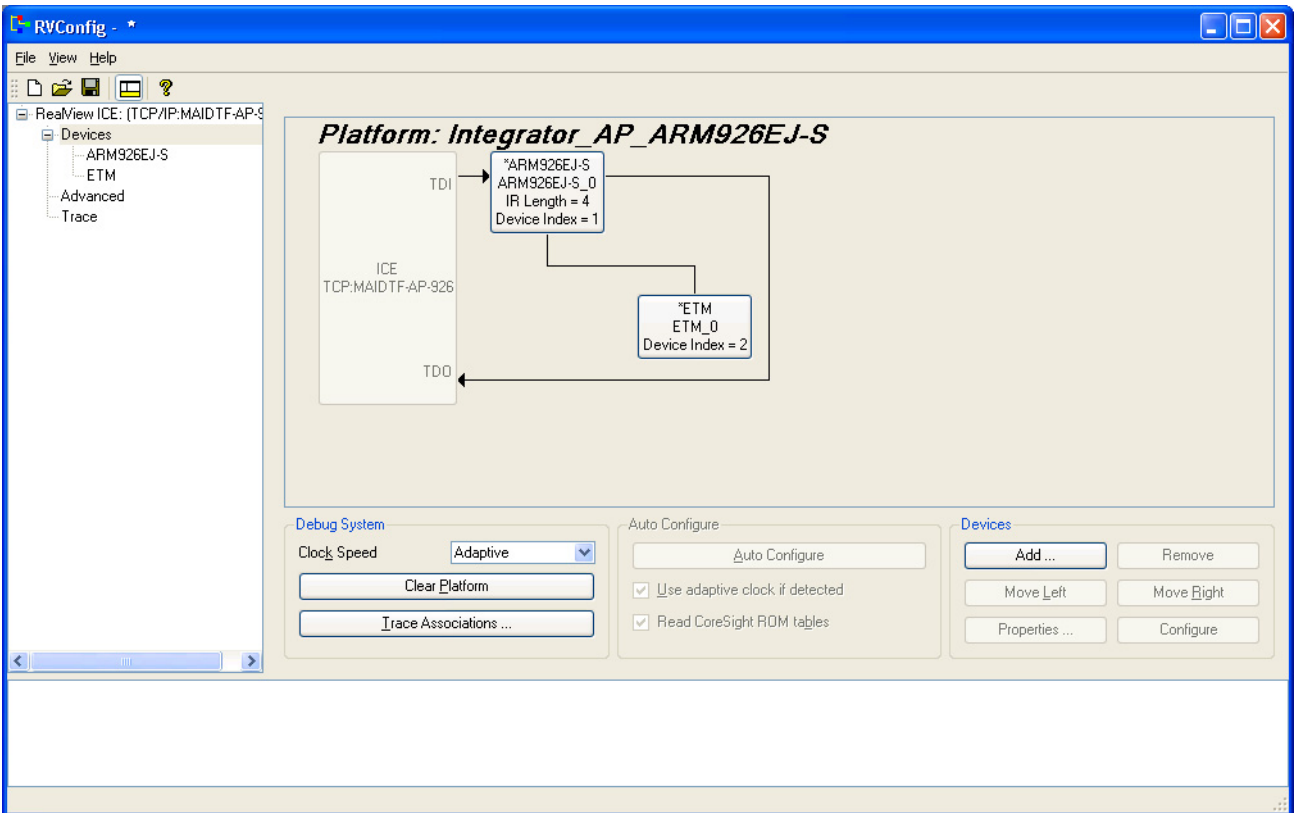 RVConfig - *
File View Help
RealView ICE: (TCP/IP:MAIDTF-AP-9
Devices
ARM926EJ-S
ETM
Advanced
Trace
Platform: Integrator_AP_ARM926EJ-S
TDI
*ARM926EJ-S
ARM926EJ-S_0
IR Length = 4
Device Index = 1
ICE
TCP:MAIDTF-AP-926
*ETM
ETM_0
Device Index = 2
TDO
Debug System
Clock Speed Adaptive
Clear Platform
Trace Associations ...
Auto Configure
Auto Configure
Use adaptive clock if detected
Read CoreSight ROM tables
Devices
Add ... Remove
Move Left Move Right
Properties ... Configure